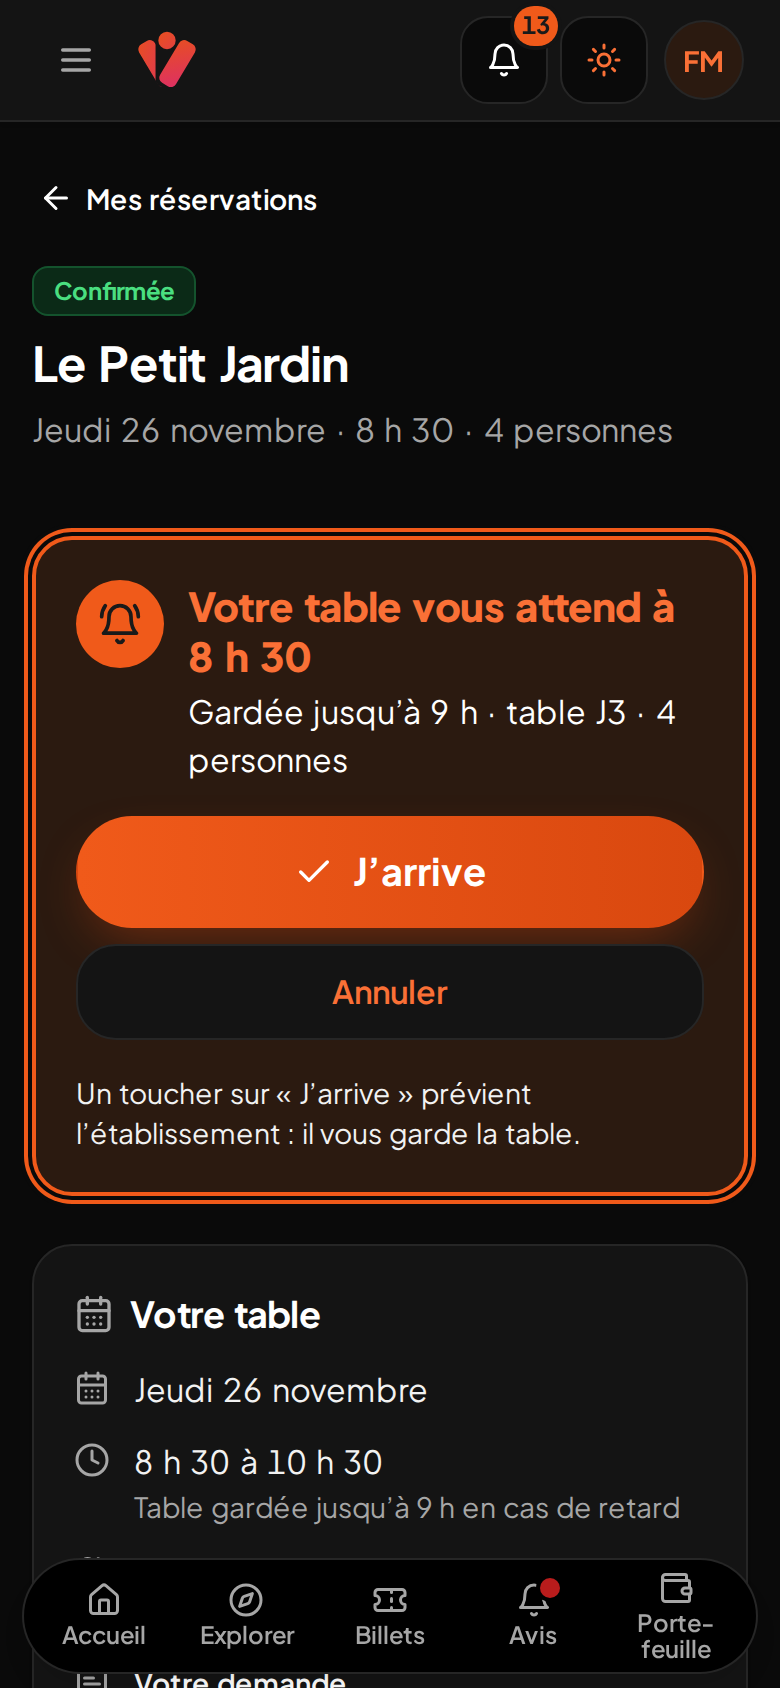 13
FM
Mes réservations
Confirmée
Le Petit Jardin
Jeudi 26 novembre · 8 h 30 · 4 personnes
Votre table vous attend à
8 h 30
Gardée jusqu’à 9 h · table J3 · 4
personnes
J’arrive
Annuler
Un toucher sur « J’arrive » prévient
l’établissement : il vous garde la table.
Votre table
Jeudi 26 novembre
8 h 30 à 10 h 30
Table gardée jusqu’à 9 h en cas de retard
Accueil
Explorer
Billets
Avis
Porte-
feuille
Votre demande